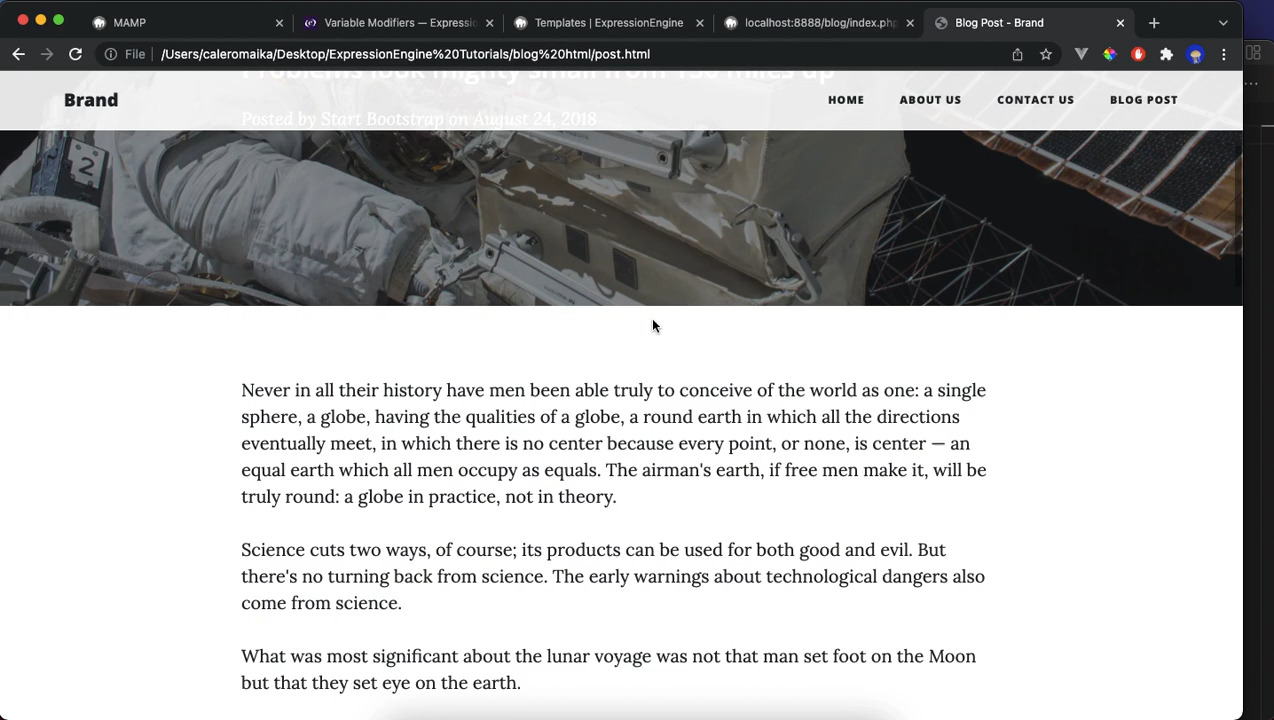 MAMP
Variable Modifiers — Expressio
Templates | ExpressionEngine
localhost:8888/blog/index.php
Blog Post - Brand
File
/Users/caleromaika/Desktop/ExpressionEngine%20Tutorials/blog%20html/post.html
Problems look mighty small from 150 miles up
Brand
HOME
ABOUT US
CONTACT US
BLOG POST
Posted by Start Bootstrap on August 24, 2018
2
Never in all their history have men been able truly to conceive of the world as one: a single
sphere, a globe, having the qualities of a globe, a round earth in which all the directions
eventually meet, in which there is no center because every point, or none, is center — an
equal earth which all men occupy as equals. The airman's earth, if free men make it, will be
truly round: a globe in practice, not in theory.
Science cuts two ways, of course; its products can be used for both good and evil. But
there's no turning back from science. The early warnings about technological dangers also
come from science.
What was most significant about the lunar voyage was not that man set foot on the Moon
but that they set eye on the earth.